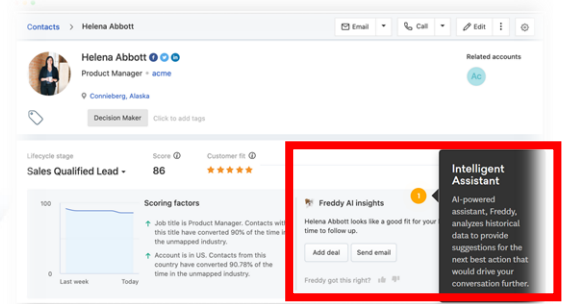 Contacts > Helena Abbott
Email
Call
Edit
Helena Abbott
Product Manager • acme
Connieberg, Alaska
Decision Maker
Click to add tags
Related accounts
Ac
Lifecycle stage
Sales Qualified Lead
Score
86
Customer fit
100
0
Last week
Today
Scoring factors
Job title is Product Manager. Contacts with
this title have converted 90% of the time in
the unmapped industry.
Account is in US. Contacts from this
country have converted 90.78% of the
time in the unmapped industry.
Freddy AI insights
Helena Abbott looks like a good fit for your
time to follow up.
Add deal
Send email
Freddy got this right?
1
Intelligent
Assistant
AI-powered
assistant, Freddy,
analyzes historical
data to provide
suggestions for the
next best action that
would drive your
conversation further.